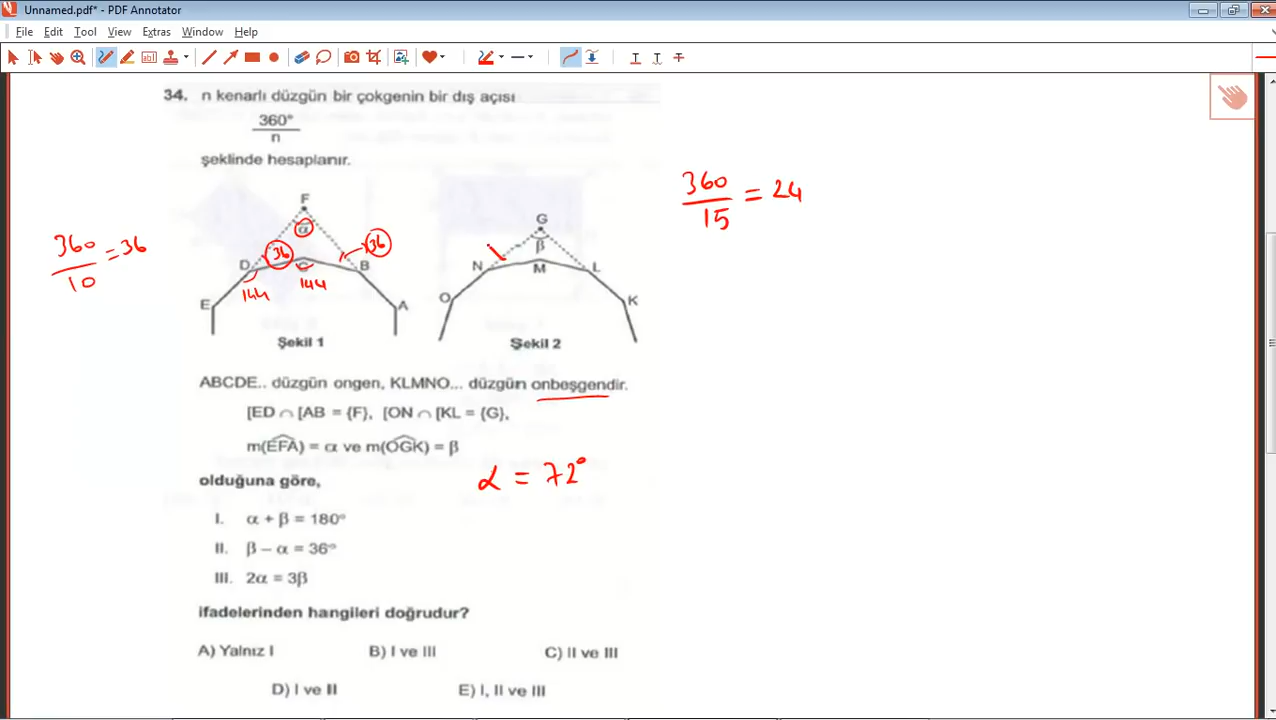 Unnamed.pdf* - PDF Annotator
File Edit Tool View Extras Window Help
34. n kenarlı düzgün bir çokgenin bir dış açısı
360°
n
şeklinde hesaplanır.
360
15
= 24
360
10
= 36
F
α
36
36
D
C
B
144
144
E
A
Şekil 1
G
β
N
M
L
O
K
Şekil 2
ABCDE.. düzgün ongen, KLMNO... düzgün onbeşgendir.
[ED ∩ [AB = {F}, [ON ∩ [KL = {G},
m(EFA) = α ve m(OGK) = β
α = 72°
olduğuna göre,
I. α + β = 180°
II. β – α = 36°
III. 2α = 3β
ifadelerinden hangileri doğrudur?
A) Yalnız I B) I ve III C) II ve III
D) I ve II E) I, II ve III